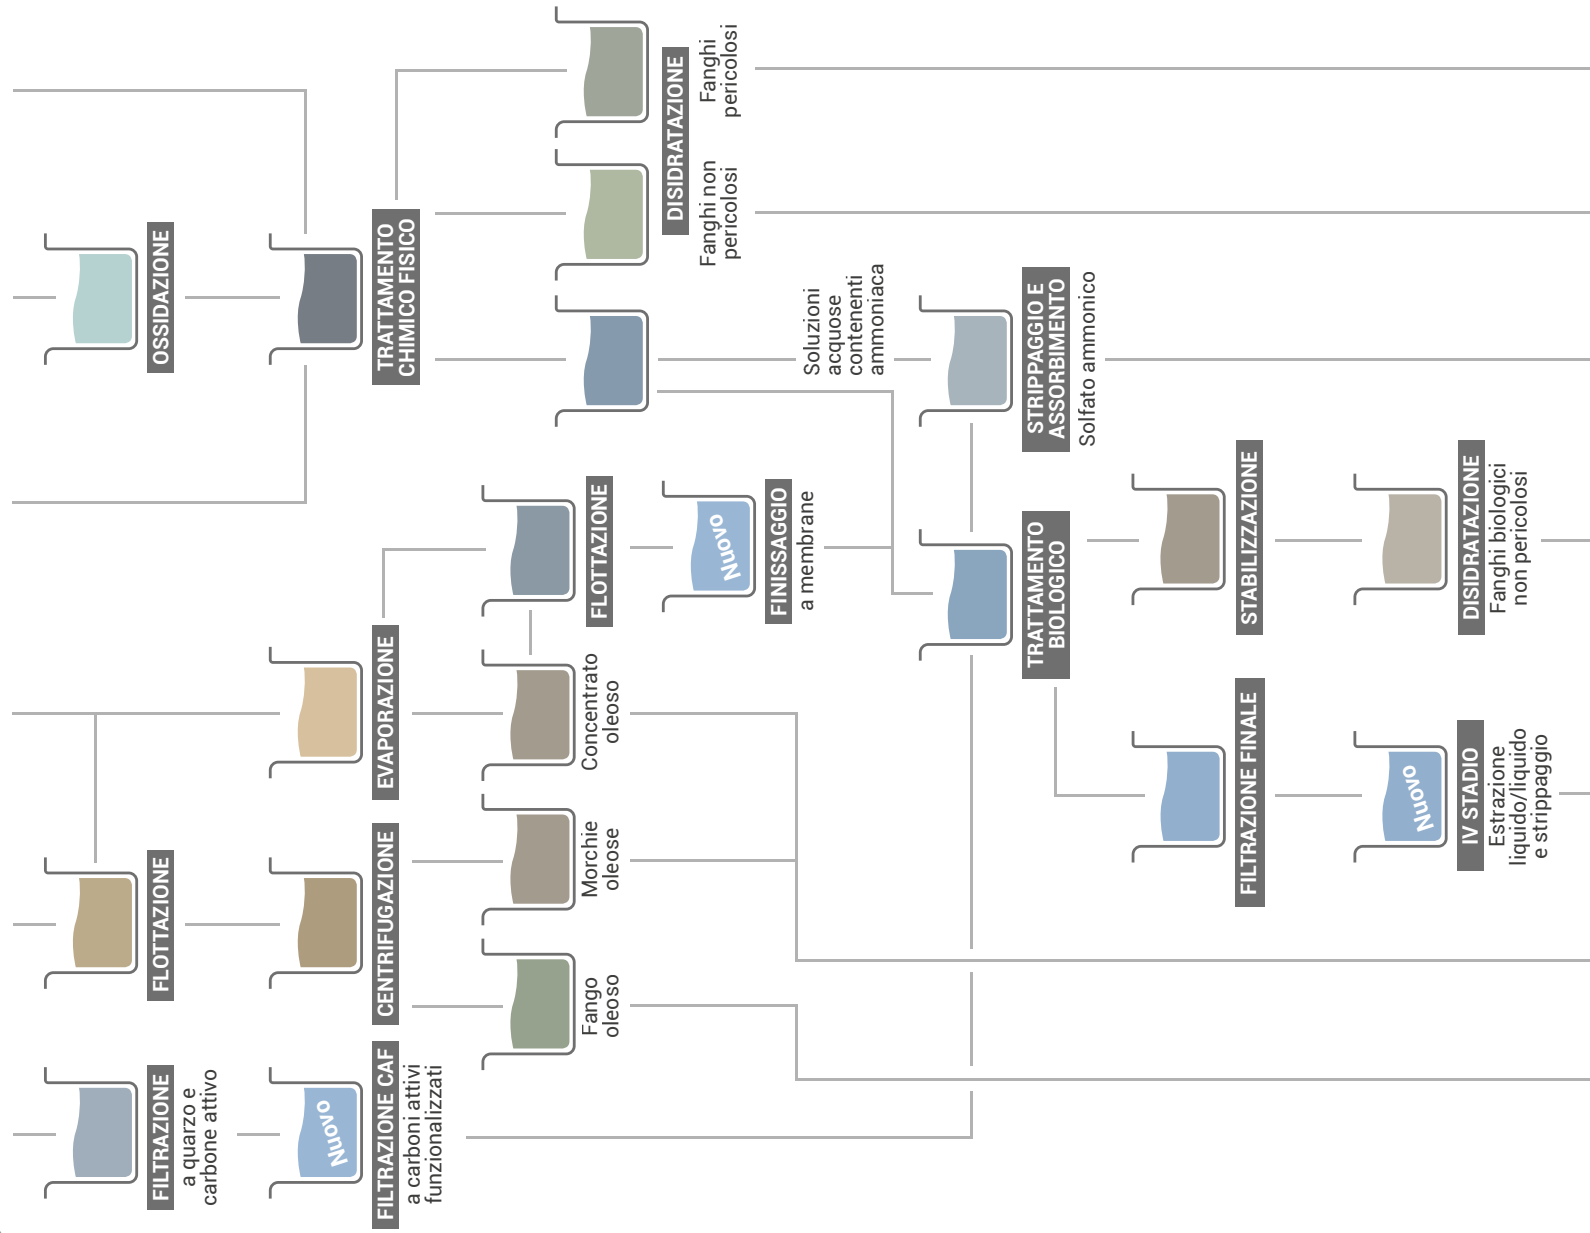 FILTRAZIONE
a quarzo e
carbone attivo
FLOTTAZIONE
OSSIDAZIONE
Nuovo
FILTRAZIONE CAF
a carboni attivi
funzionalizzati
CENTRIFUGAZIONE
EVAPORAZIONE
TRATTAMENTO
CHIMICO FISICO
Fango
oleoso
Morchie
oleose
Concentrato
oleoso
FLOTTAZIONE
Nuovo
FINISSAGGIO
a membrane
DISIDRATAZIONE
Fanghi non
pericolosi
Fanghi
pericolosi
Soluzioni
acquose
contenenti
ammoniaca
TRATTAMENTO
BIOLOGICO
STRIPPAGGIO E
ASSORBIMENTO
Solfato ammonico
FILTRAZIONE FINALE
STABILIZZAZIONE
Nuovo
IV STADIO
Estrazione
liquido/liquido
e strippaggio
DISIDRATAZIONE
Fanghi biologici
non pericolosi